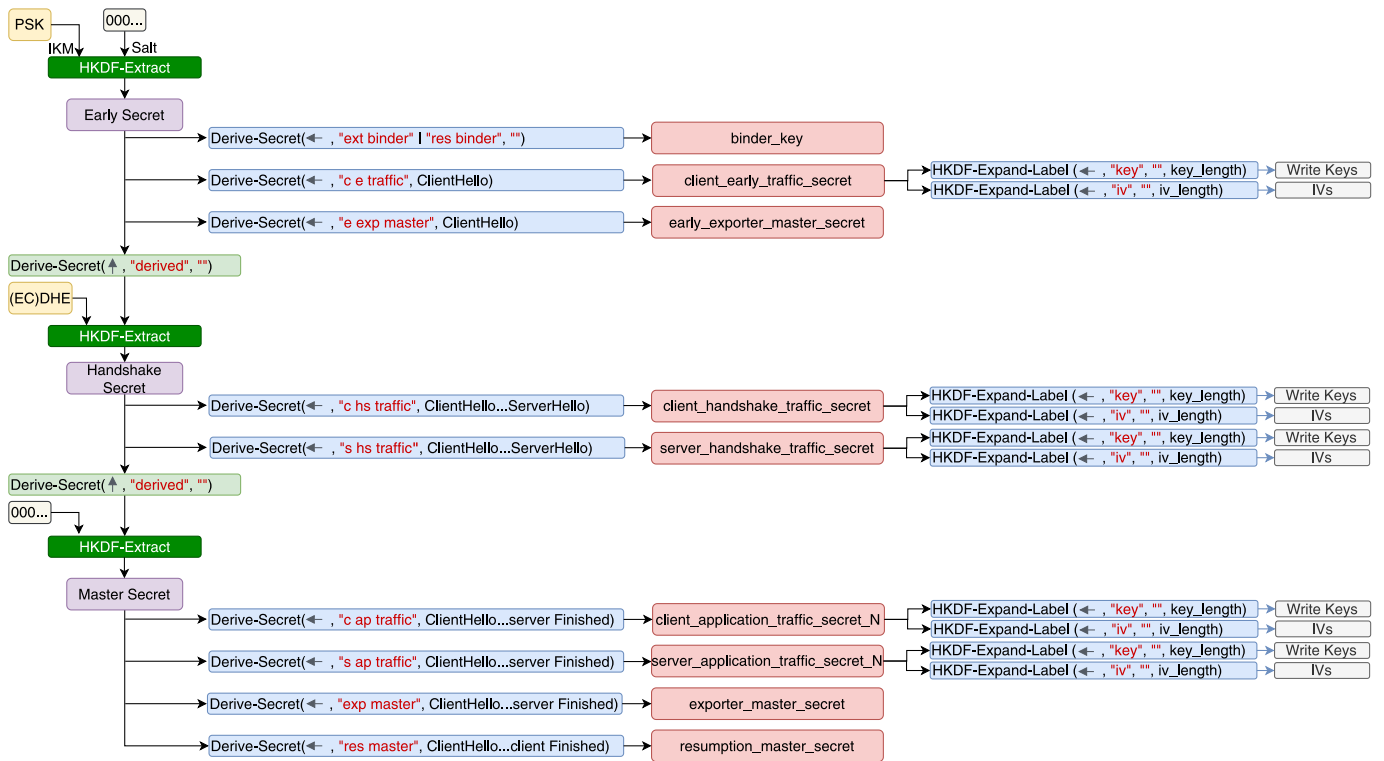 PSK
000...
IKM
Salt
HKDF-Extract
Early Secret
Derive-Secret(← , "ext binder" | "res binder", "")
binder_key
Derive-Secret(← , "c e traffic", ClientHello)
client_early_traffic_secret
HKDF-Expand-Label (← , "key", "", key_length)
Write Keys
HKDF-Expand-Label (← , "iv", "", iv_length)
IVs
Derive-Secret(← , "e exp master", ClientHello)
early_exporter_master_secret
Derive-Secret(↑ , "derived", "")
(EC)DHE
HKDF-Extract
Handshake
Secret
Derive-Secret(← , "c hs traffic", ClientHello...ServerHello)
client_handshake_traffic_secret
HKDF-Expand-Label (← , "key", "", key_length)
Write Keys
HKDF-Expand-Label (← , "iv", "", iv_length)
IVs
Derive-Secret(← , "s hs traffic", ClientHello...ServerHello)
server_handshake_traffic_secret
HKDF-Expand-Label (← , "key", "", key_length)
Write Keys
HKDF-Expand-Label (← , "iv", "", iv_length)
IVs
Derive-Secret(↑ , "derived", "")
000...
HKDF-Extract
Master Secret
Derive-Secret(← , "c ap traffic", ClientHello...server Finished)
client_application_traffic_secret_N
HKDF-Expand-Label (← , "key", "", key_length)
Write Keys
HKDF-Expand-Label (← , "iv", "", iv_length)
IVs
Derive-Secret(← , "s ap traffic", ClientHello...server Finished)
server_application_traffic_secret_N
HKDF-Expand-Label (← , "key", "", key_length)
Write Keys
HKDF-Expand-Label (← , "iv", "", iv_length)
IVs
Derive-Secret(← , "exp master", ClientHello...server Finished)
exporter_master_secret
Derive-Secret(← , "res master", ClientHello...client Finished)
resumption_master_secret